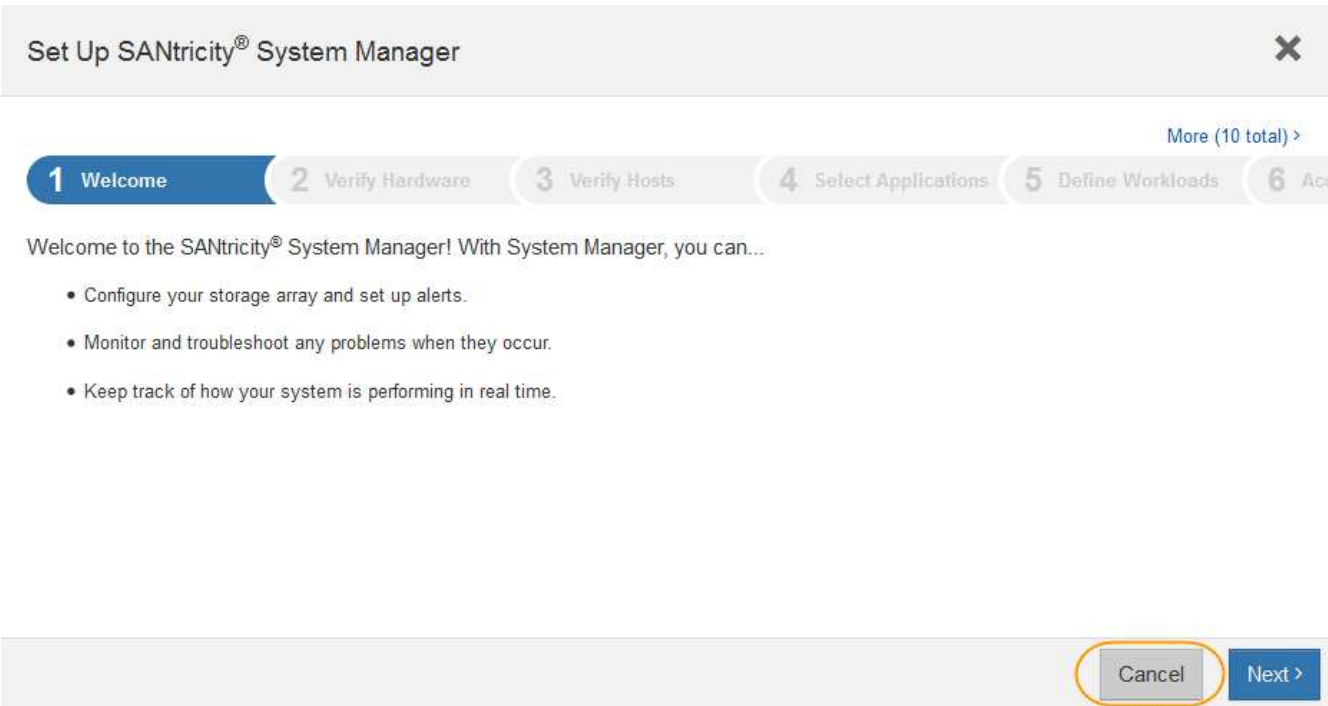 Set Up SANtricity® System Manager
More (10 total) >
1 Welcome 2 Verify Hardware 3 Verify Hosts 4 Select Applications 5 Define Workloads 6
Welcome to the SANtricity® System Manager! With System Manager, you can...
• Configure your storage array and set up alerts.
• Monitor and troubleshoot any problems when they occur.
• Keep track of how your system is performing in real time.
Cancel Next >